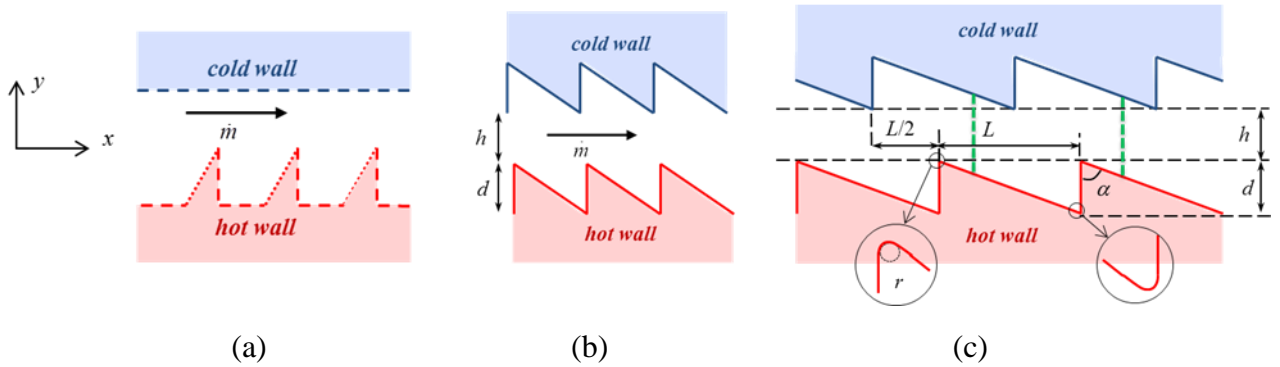 y
x
cold wall
ṁ
hot wall
(a)
cold wall
h
ṁ
d
hot wall
(b)
cold wall
L/2
L
h
α
d
hot wall
r
(c)